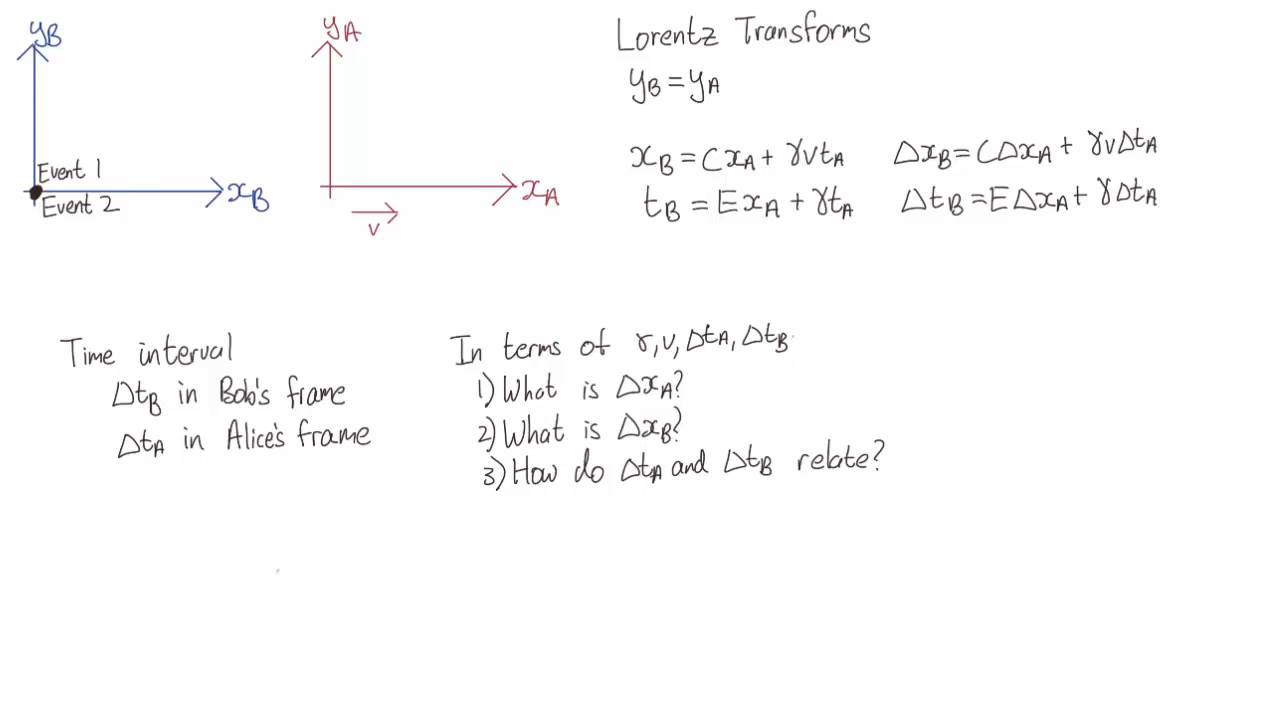 yB
yA
Event 1
Event 2
xB
xA
v
Lorentz Transforms
yB = yA
xB = CxA + γvtA
ΔxB = CΔxA + γvΔtA
tB = ExA + γtA
ΔtB = EΔxA + γΔtA
Time interval
ΔtB in Bob's frame
ΔtA in Alice's frame
In terms of γ, v, ΔtA, ΔtB
1) What is ΔxA?
2) What is ΔxB?
3) How do ΔtA and ΔtB relate?